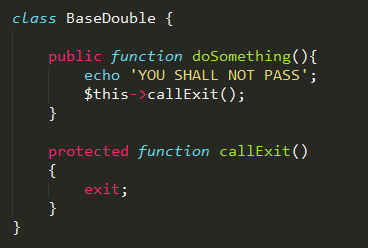 class BaseDouble {
public function doSomething(){
echo 'YOU SHALL NOT PASS';
$this->callExit();
}
protected function callExit()
{
exit;
}
}